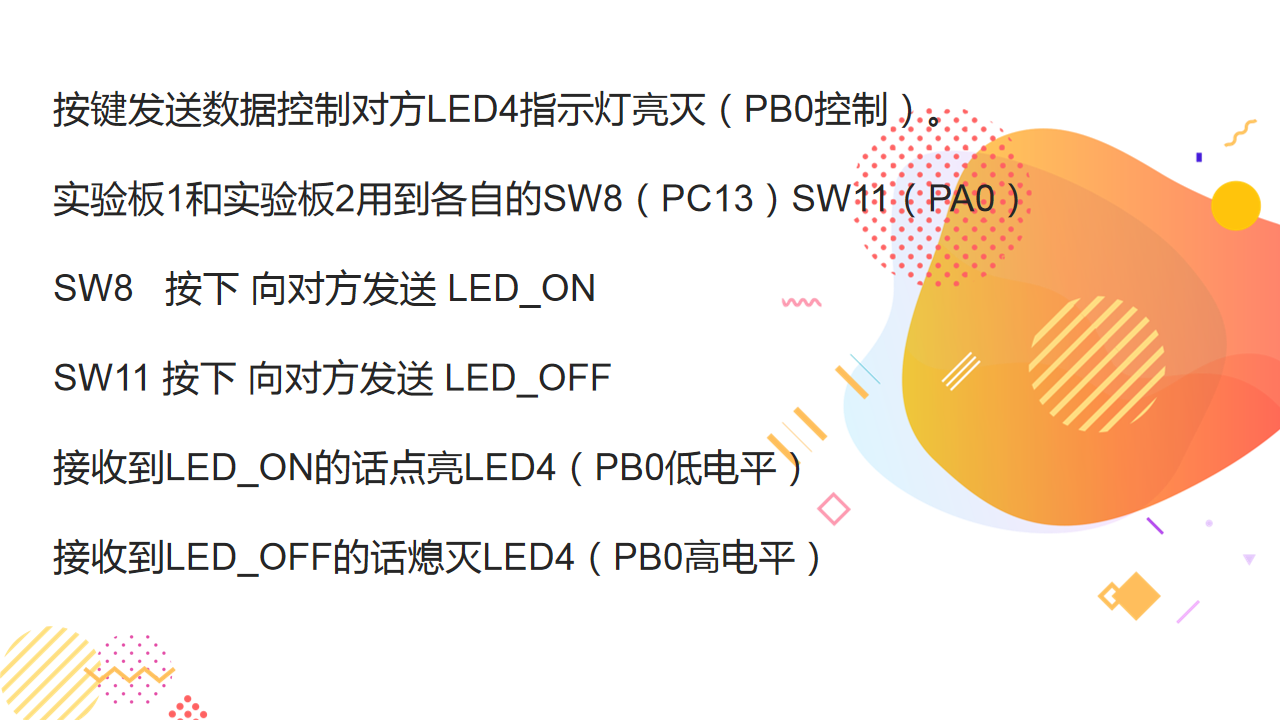 按键发送数据控制对方LED4指示灯亮灭（PB0控制）。
实验板1和实验板2用到各自的SW8（PC13）SW11（PA0）
SW8 按下 向对方发送 LED_ON
SW11 按下 向对方发送 LED_OFF
接收到LED_ON的话点亮LED4（PB0低电平）
接收到LED_OFF的话熄灭LED4（PB0高电平）